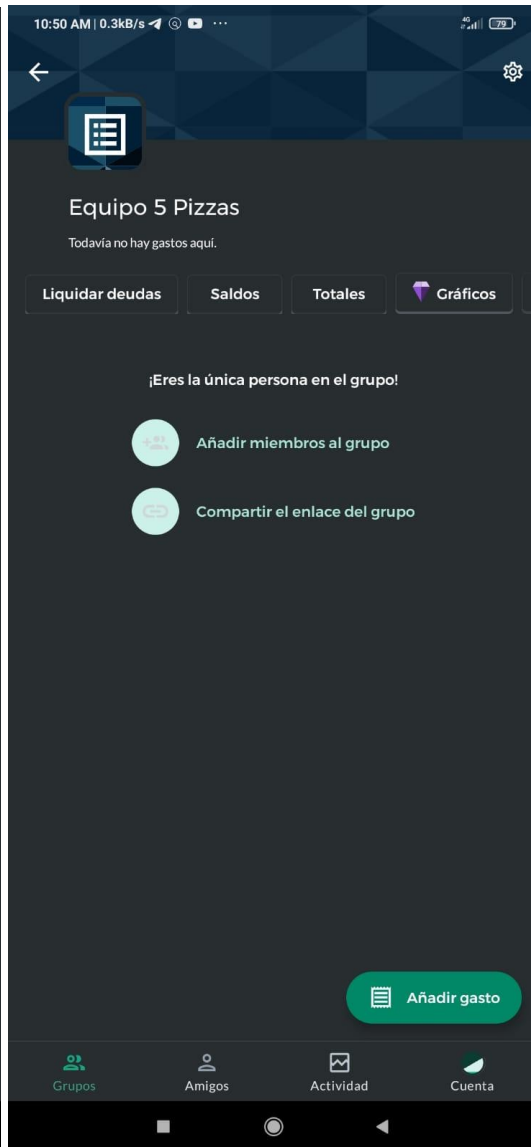 10:50 AM | 0.3kB/s
4G
79
Equipo 5 Pizzas
Todavía no hay gastos aquí.
Liquidar deudas Saldos Totales Gráficos
¡Eres la única persona en el grupo!
Añadir miembros al grupo
Compartir el enlace del grupo
Añadir gasto
Grupos Amigos Actividad Cuenta